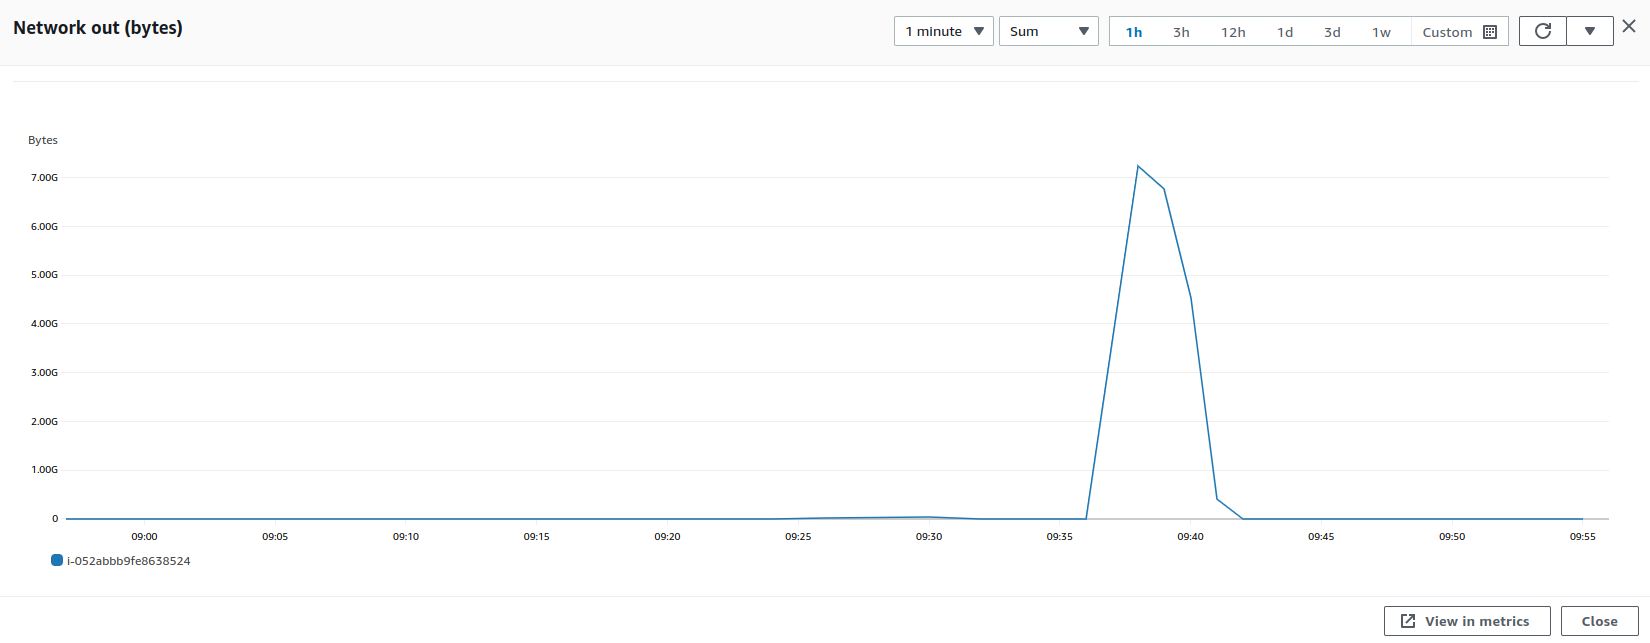 Network out (bytes)
1 minute
Sum
1h 3h 12h 1d 3d 1w Custom
Bytes
7.00G
6.00G
5.00G
4.00G
3.00G
2.00G
1.00G
0
09:00 09:05 09:10 09:15 09:20 09:25 09:30 09:35 09:40 09:45 09:50 09:55
i-052abbb9fe8638524
View in metrics
Close